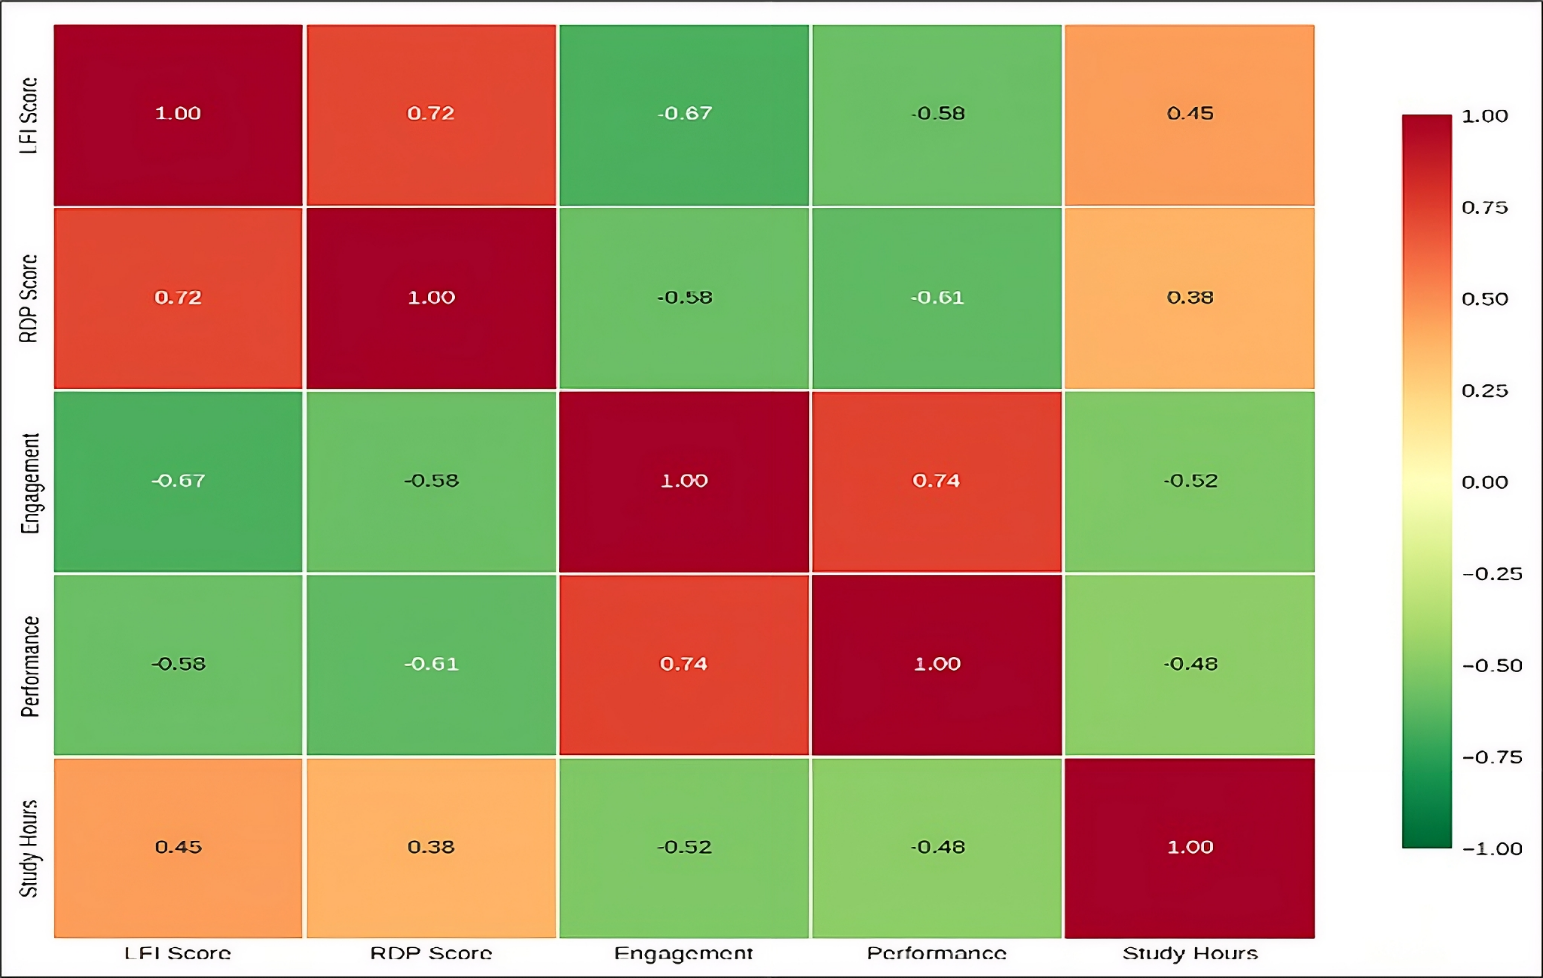 LFI Score 1.00 0.72 -0.67 -0.58 0.45
RDP Score 0.72 1.00 -0.58 -0.61 0.38
Engagement -0.67 -0.58 1.00 0.74 -0.52
Performance -0.58 -0.61 0.74 1.00 -0.48
Study Hours 0.45 0.38 -0.52 -0.48 1.00
LFI Score RDP Score Engagement Performance Study Hours
1.00
0.75
0.50
0.25
0.00
−0.25
−0.50
−0.75
−1.00